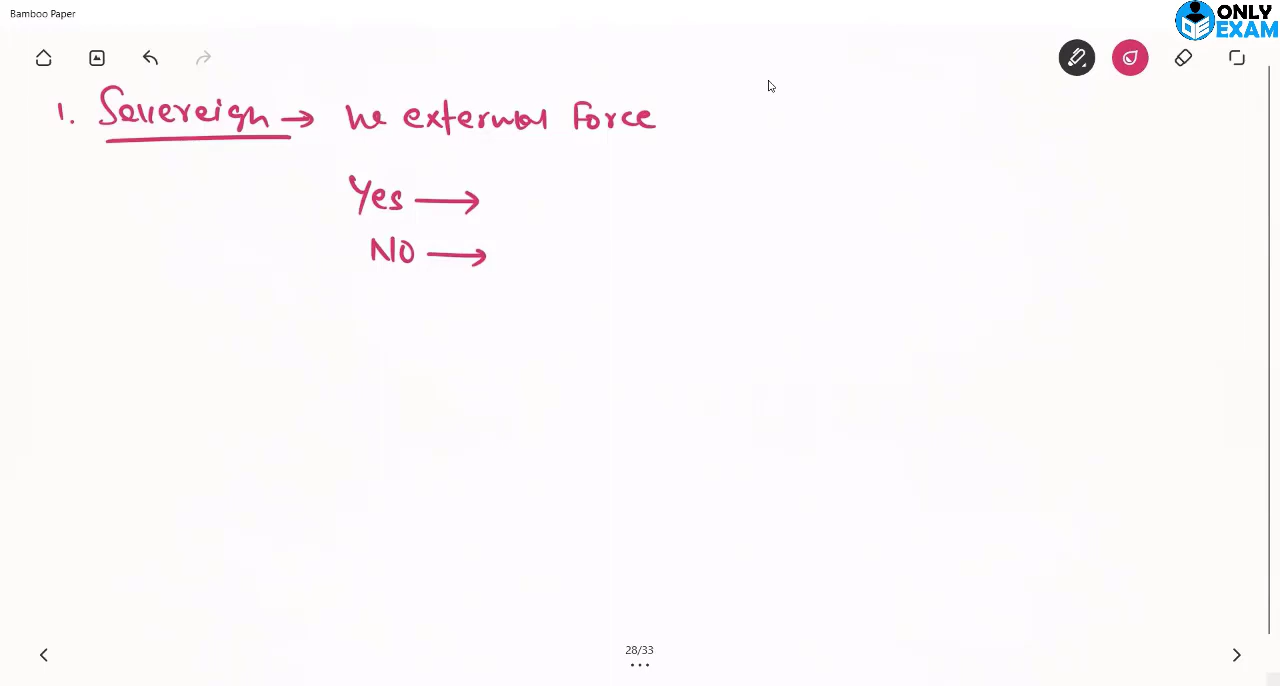 Bamboo Paper
ONLY
EXAM
1. Sovereign → no external Force
Yes →
NO →
28/33